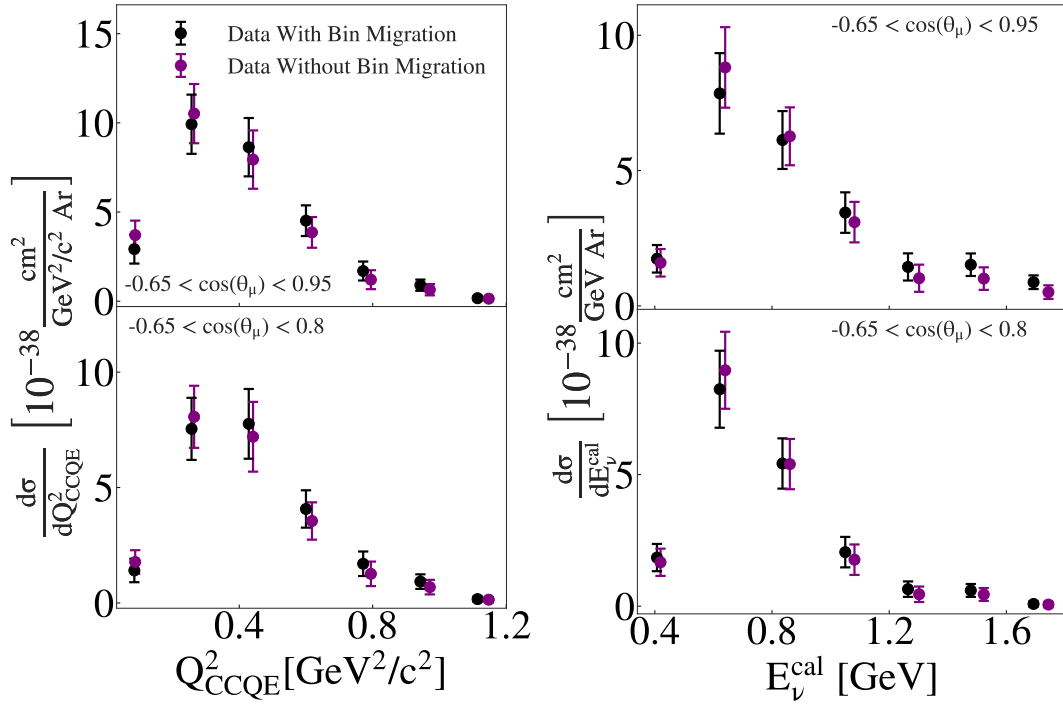 15
10
5
0
Data With Bin Migration
Data Without Bin Migration
-0.65 < cos(θμ) < 0.95
-0.65 < cos(θμ) < 0.8
10
5
0
0.4 0.8 1.2
Q²CCQE[GeV²/c²]
dσ/dQ²CCQE [10⁻³⁸ cm²/GeV²/c² Ar]
10
5
0
-0.65 < cos(θμ) < 0.95
-0.65 < cos(θμ) < 0.8
10
5
0
0.4 0.8 1.2 1.6
Eν^cal [GeV]
dσ/dEν^cal [10⁻³⁸ cm²/GeV Ar]